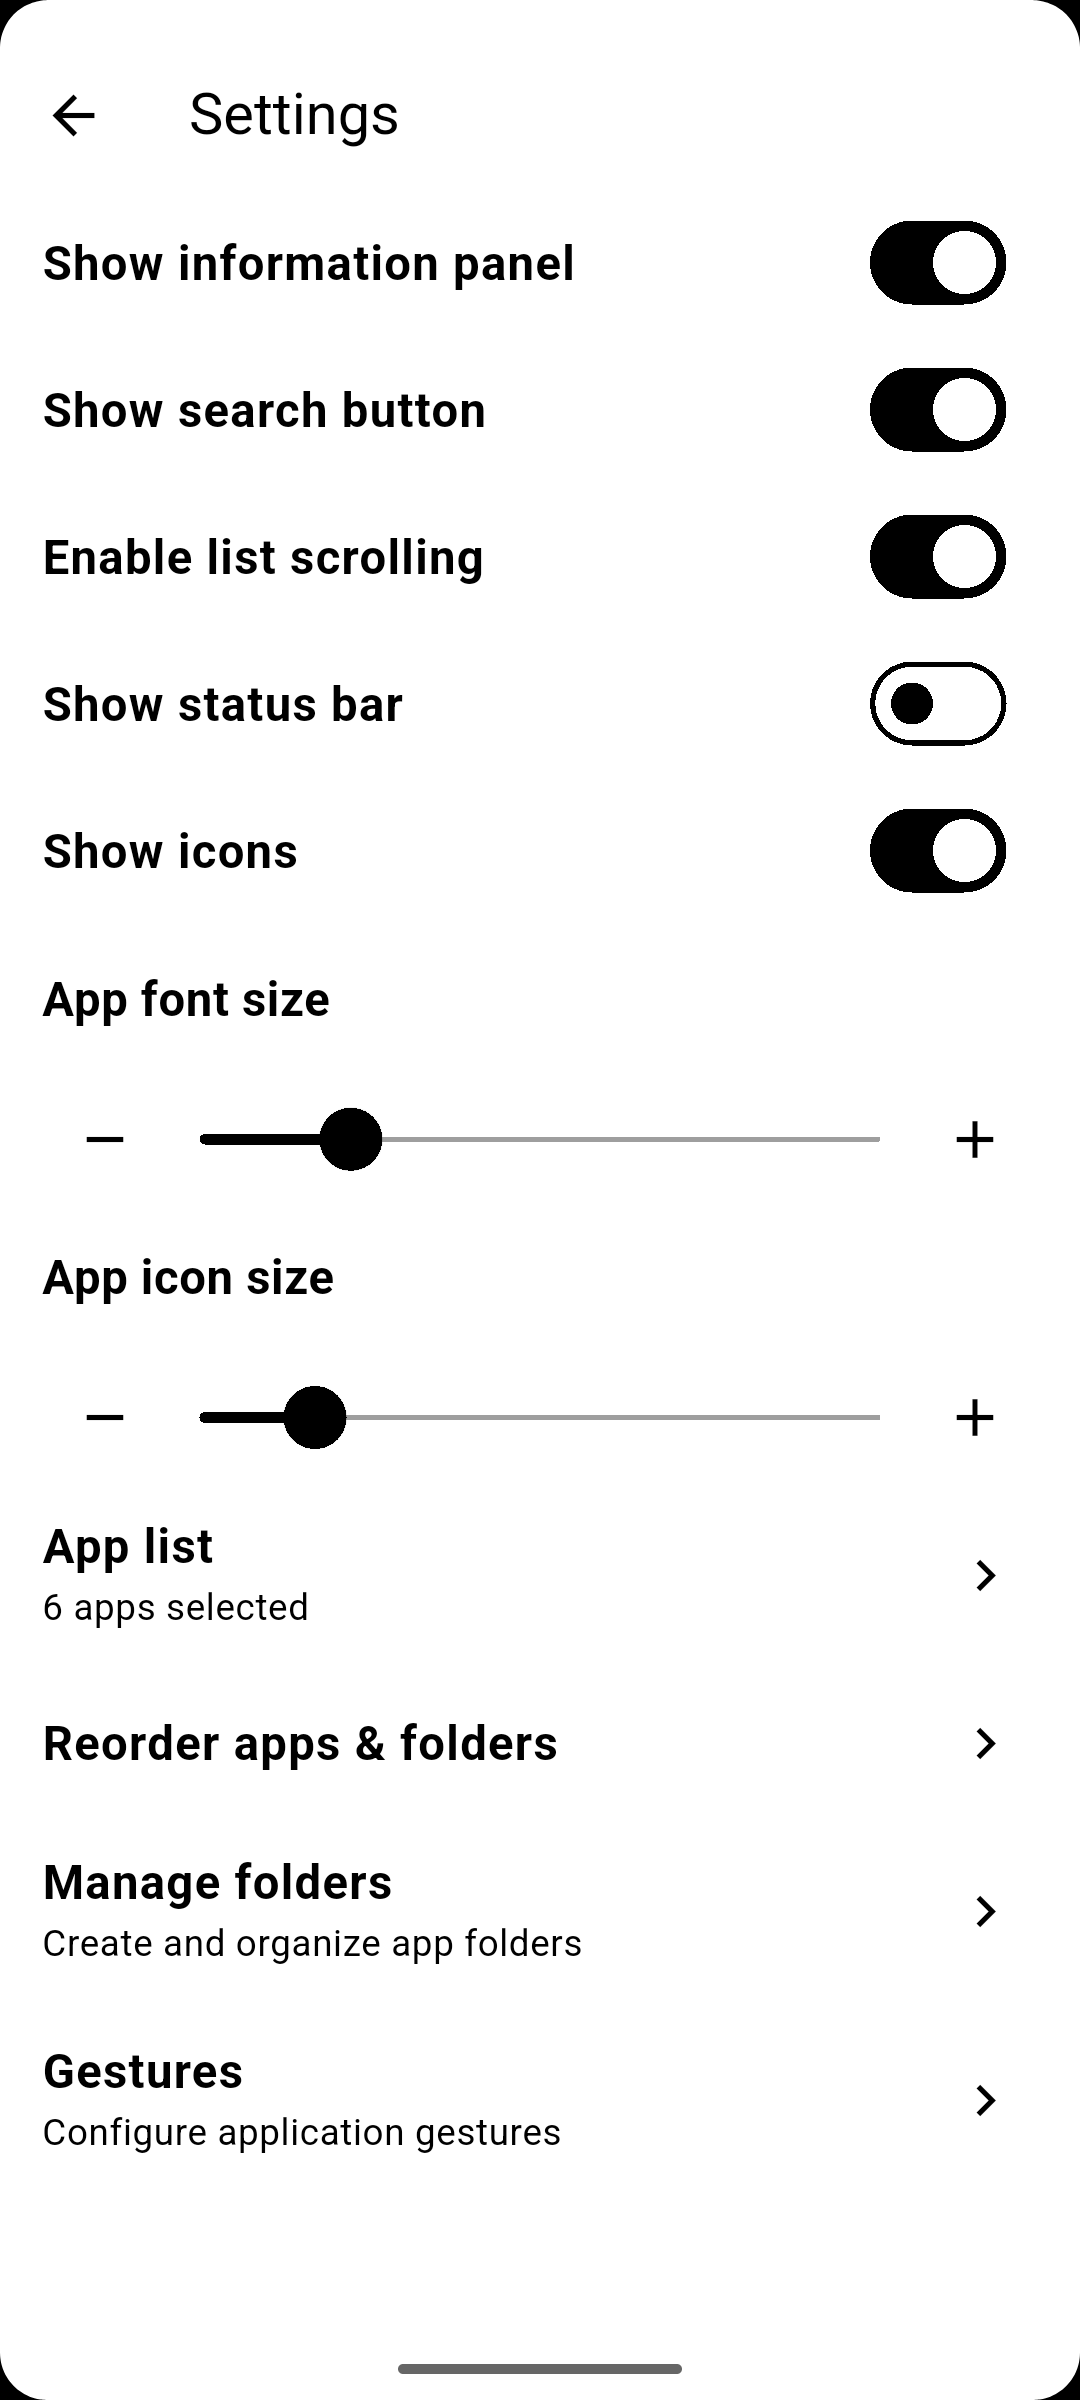 Settings
Show information panel
Show search button
Enable list scrolling
Show status bar
Show icons
App font size
App icon size
App list
6 apps selected
Reorder apps & folders
Manage folders
Create and organize app folders
Gestures
Configure application gestures